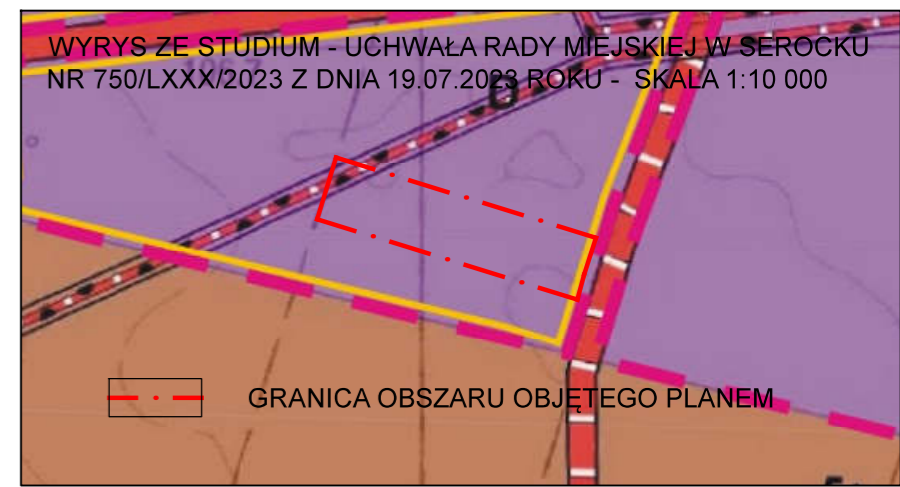 WYRYS ZE STUDIUM - UCHWAŁA RADY MIEJSKIEJ W SEROCKU
NR 750/LXXX/2023 Z DNIA 19.07.2023 ROKU - SKALA 1:10 000
GRANICA OBSZARU OBJĘTEGO PLANEM